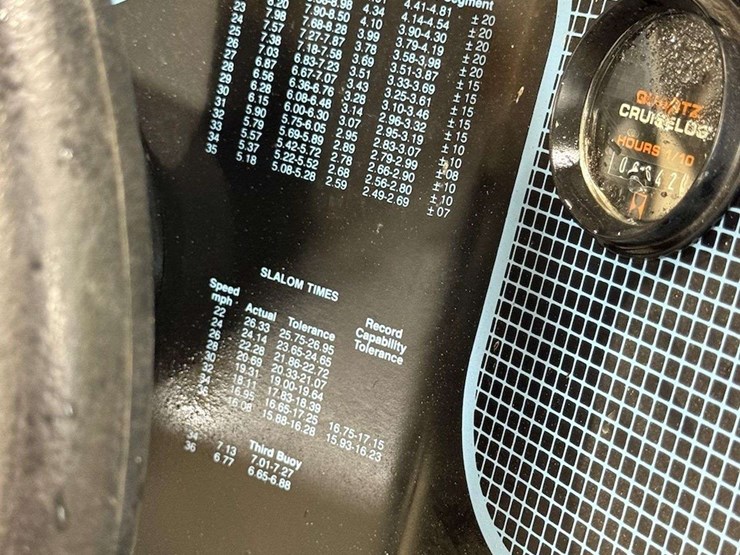 gment
4.41-4.81 ±20
4.34 4.14-4.54 ±20
8.20 7.90-8.50 4.10 3.90-4.30 ±20
23 7.98 7.68-8.28 3.99 3.79-4.19 ±20
24 7.57 7.27-7.87 3.78 3.58-3.98 ±20
25 7.38 7.18-7.58 3.69 3.51-3.87 ±15
26 7.03 6.83-7.23 3.51 3.33-3.69 ±15
27 6.87 6.67-7.07 3.43 3.25-3.61 ±15
28 6.56 6.36-6.76 3.28 3.10-3.46 ±15
29 6.28 6.08-6.48 3.14 2.96-3.32 ±15
30 6.15 6.00-6.30 3.07 2.95-3.19 ±10
31 5.90 5.75-6.05 2.95 2.83-3.07 ±10
32 5.79 5.69-5.89 2.89 2.79-2.99 ±08
33 5.57 5.42-5.72 2.78 2.66-2.90 ±10
34 5.37 5.22-5.52 2.68 2.56-2.80 ±10
35 5.18 5.08-5.28 2.59 2.49-2.69 ±07
SLALOM TIMES
Speed mph Actual Tolerance Record Capability Tolerance
22 26.33 25.75-26.95
24 24.14 23.65-24.65
26 22.28 21.86-22.72
28 20.69 20.33-21.07
30 19.31 19.00-19.64
18.11 17.83-18.39
16.95 16.65-17.25 16.75-17.15
16.08 15.88-16.28 15.93-16.23
Third Buoy
34 7.13 7.01-7.27
36 6.77 6.65-6.88
QUARTZ
CRUISELOG
HOURS 1/10